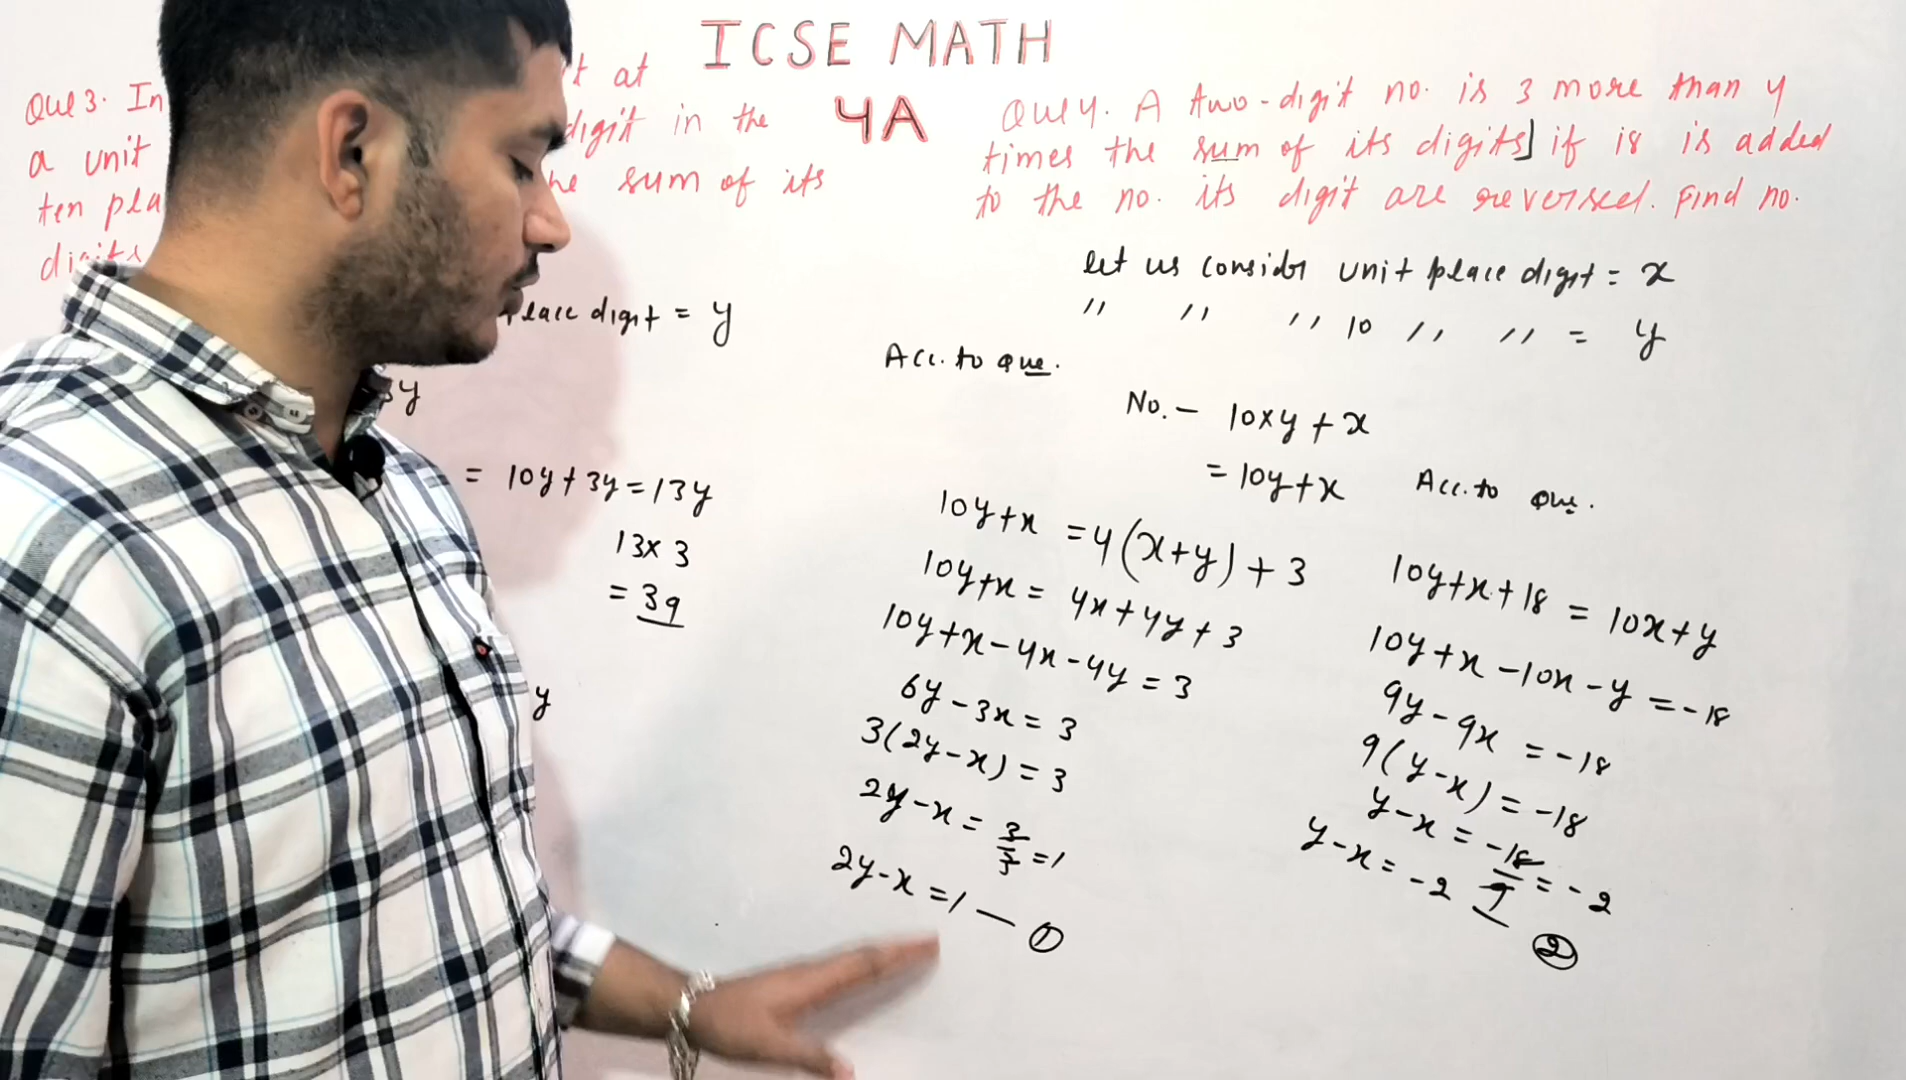 ICSE MATH
4A
Que 3. In t at
a unit digit in the
ten pla he sum of its
digits
place digit = y
3y
= 10y + 3y = 13y
13 x 3
= 39
y
Que 4. A two-digit no. is 3 more than 4
times the sum of its digits] if 18 is added
to the no. its digit are reversed. Find no.
let us consider unit place digit = x
" " " 10 " " = y
Acc. to que.
No. - 10xy + x
= 10y + x
10y + x = 4(x + y) + 3
10y + x = 4x + 4y + 3
10y + x - 4x - 4y = 3
6y - 3x = 3
3(2y - x) = 3
2y - x = 3/3 = 1
2y - x = 1 — ①
Acc. to que.
10y + x + 18 = 10x + y
10y + x - 10x - y = -18
9y - 9x = -18
9(y - x) = -18
y - x = -18/9 = -2
y - x = -2 — ②